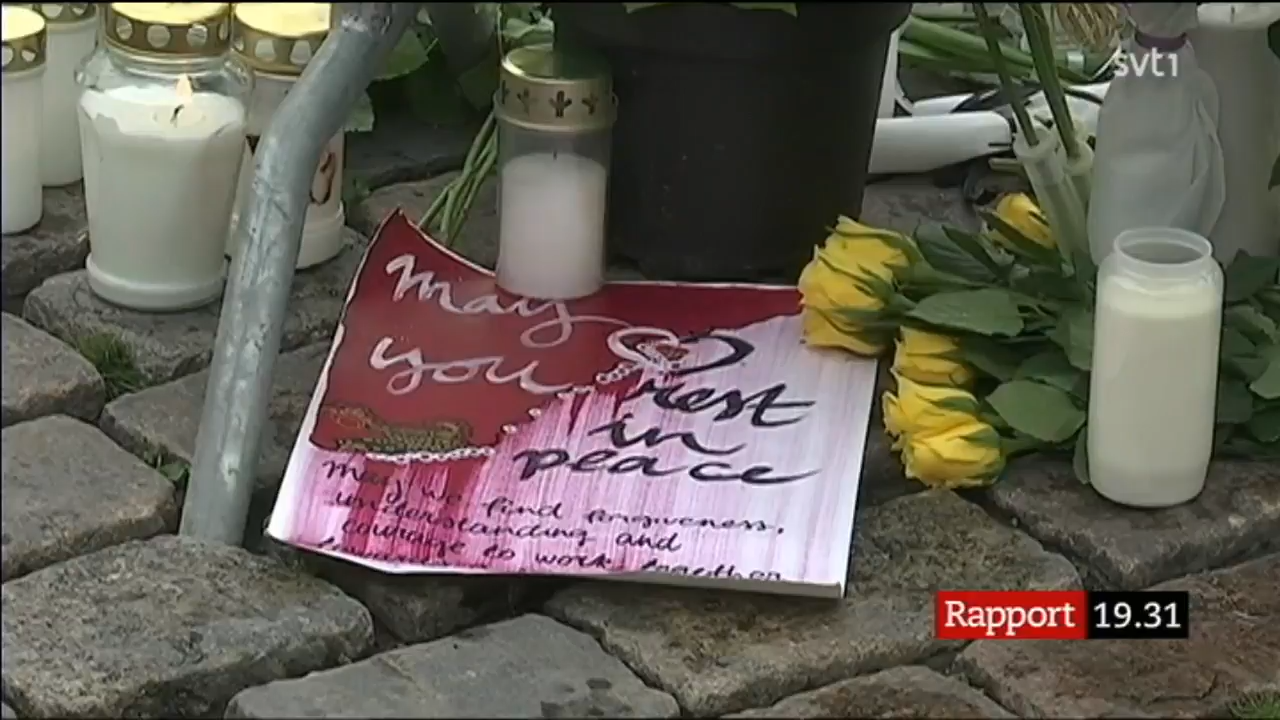 svt1
May
you
rest
in
peace
May we find forgiveness,
understanding and
courage to work together
Rapport 19.31